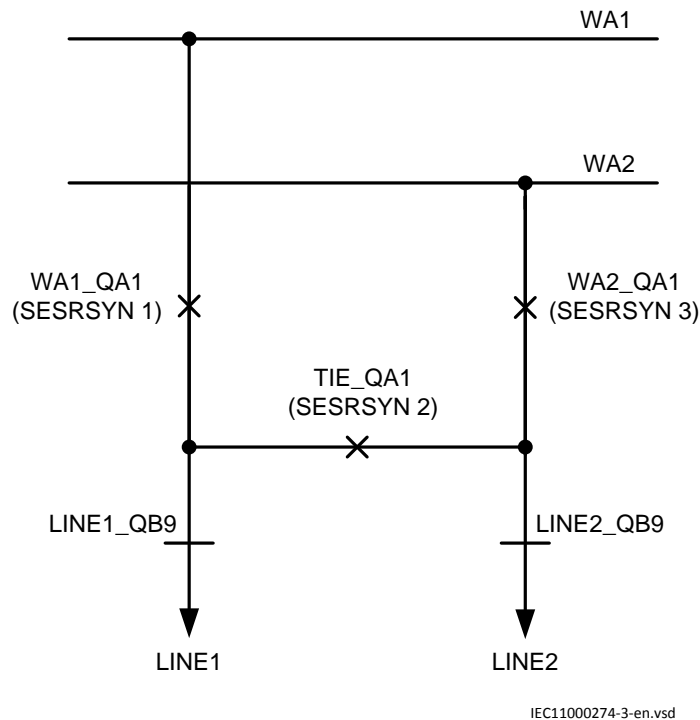 WA1
WA2
WA1_QA1
(SESRSYN 1)
WA2_QA1
(SESRSYN 3)
TIE_QA1
(SESRSYN 2)
LINE1_QB9
LINE2_QB9
LINE1
LINE2
IEC11000274-3-en.vsd